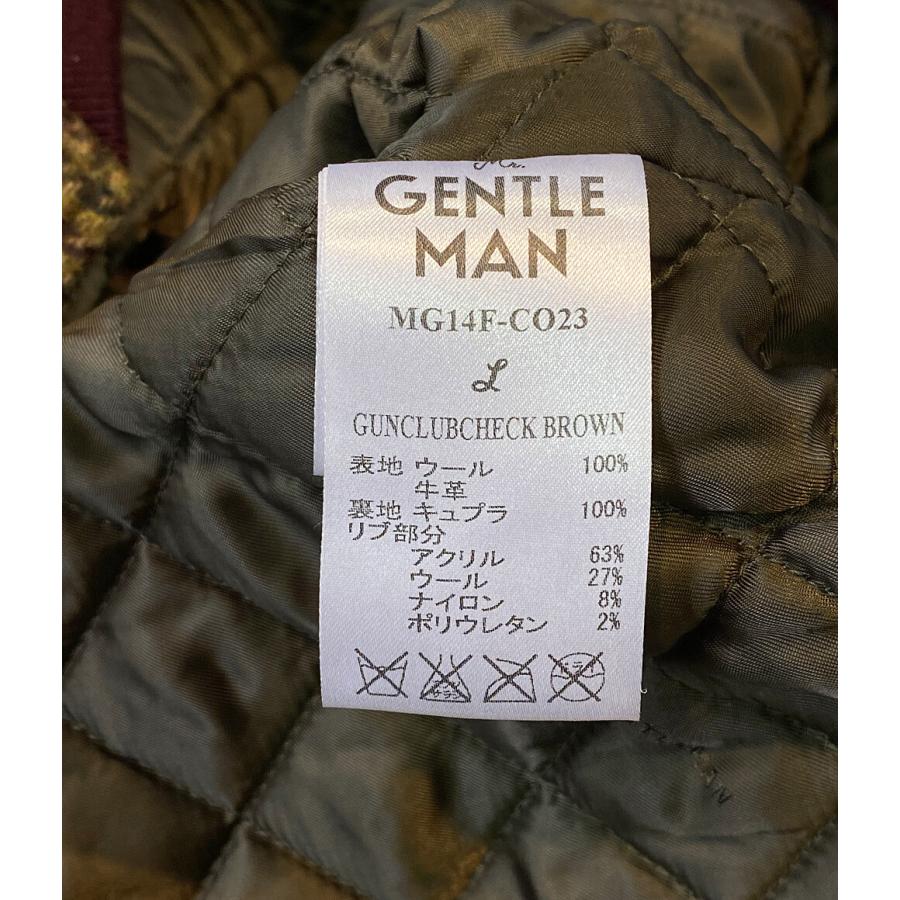 Mr.
GENTLE
MAN
MG14F-CO23
L
GUNCLUBCHECK BROWN
表地 ウール 100%
牛革
裏地 キュプラ 100%
リブ部分
アクリル 63%
ウール 27%
ナイロン 8%
ポリウレタン 2%